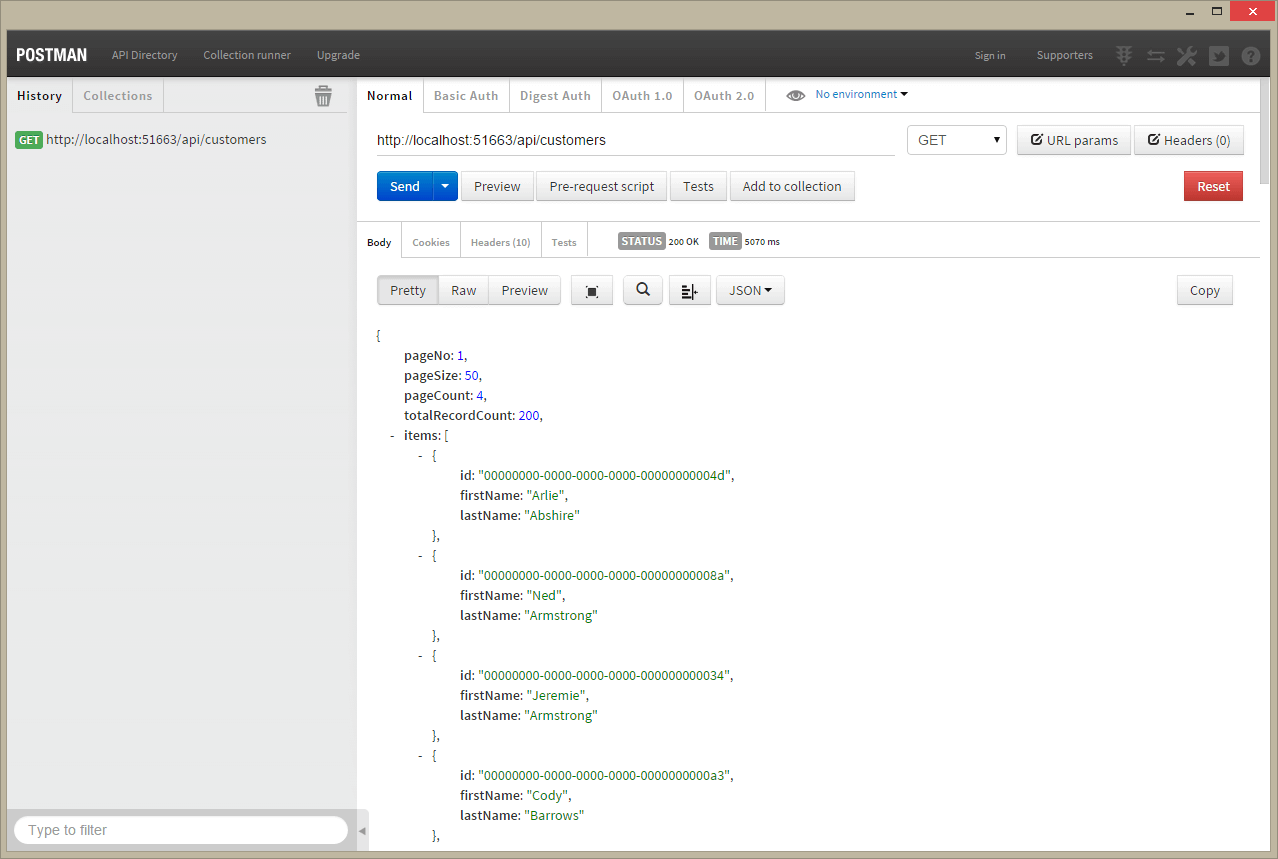 POSTMAN API Directory Collection runner Upgrade Sign in Supporters
History Collections
GET http://localhost:51663/api/customers
Type to filter
Normal Basic Auth Digest Auth OAuth 1.0 OAuth 2.0 No environment
http://localhost:51663/api/customers GET URL params Headers (0)
Send Preview Pre-request script Tests Add to collection Reset
Body Cookies Headers (10) Tests STATUS 200 OK TIME 5070 ms
Pretty Raw Preview JSON Copy
{
pageNo: 1,
pageSize: 50,
pageCount: 4,
totalRecordCount: 200,
- items: [
- {
id: "00000000-0000-0000-0000-00000000004d",
firstName: "Arlie",
lastName: "Abshire"
},
- {
id: "00000000-0000-0000-0000-00000000008a",
firstName: "Ned",
lastName: "Armstrong"
},
- {
id: "00000000-0000-0000-0000-000000000034",
firstName: "Jeremie",
lastName: "Armstrong"
},
- {
id: "00000000-0000-0000-0000-0000000000a3",
firstName: "Cody",
lastName: "Barrows"
},